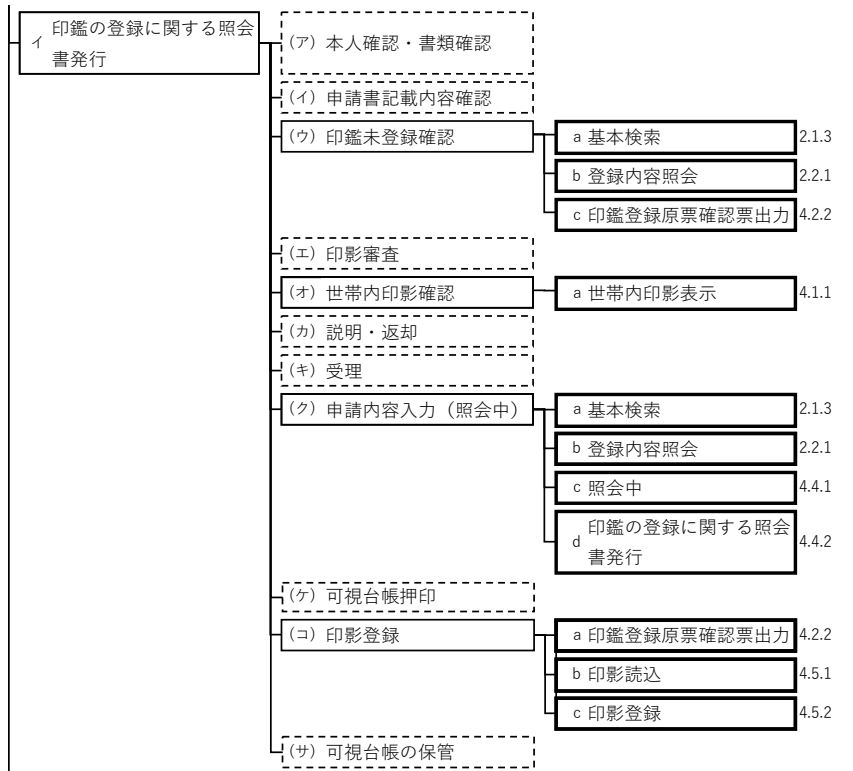 イ 印鑑の登録に関する照会
書発行
(ア) 本人確認・書類確認
(イ) 申請書記載内容確認
(ウ) 印鑑未登録確認
a 基本検索 2.1.3
b 登録内容照会 2.2.1
c 印鑑登録原票確認票出力 4.2.2
(エ) 印影審査
(オ) 世帯内印影確認
a 世帯内印影表示 4.1.1
(カ) 説明・返却
(キ) 受理
(ク) 申請内容入力（照会中）
a 基本検索 2.1.3
b 登録内容照会 2.2.1
c 照会中 4.4.1
d 印鑑の登録に関する照会
書発行 4.4.2
(ケ) 可視台帳押印
(コ) 印影登録
a 印鑑登録原票確認票出力 4.2.2
b 印影読込 4.5.1
c 印影登録 4.5.2
(サ) 可視台帳の保管